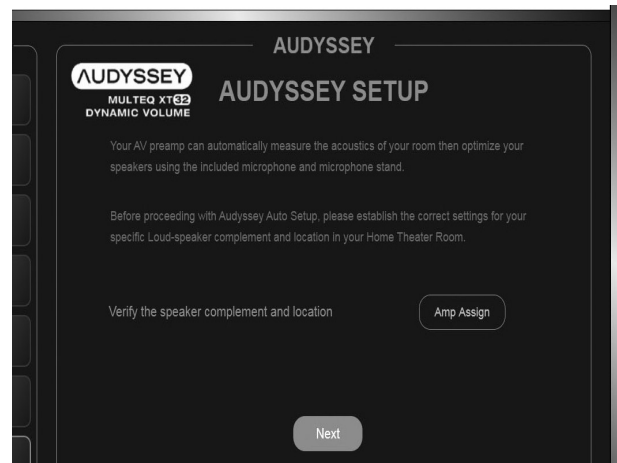 AUDYSSEY
AUDYSSEY
MULTEQ XT32
DYNAMIC VOLUME
AUDYSSEY SETUP
Your AV preamp can automatically measure the acoustics of your room then optimize your
speakers using the included microphone and microphone stand.
Before proceeding with Audyssey Auto Setup, please establish the correct settings for your
specific Loud-speaker complement and location in your Home Theater Room.
Verify the speaker complement and location
Amp Assign
Next